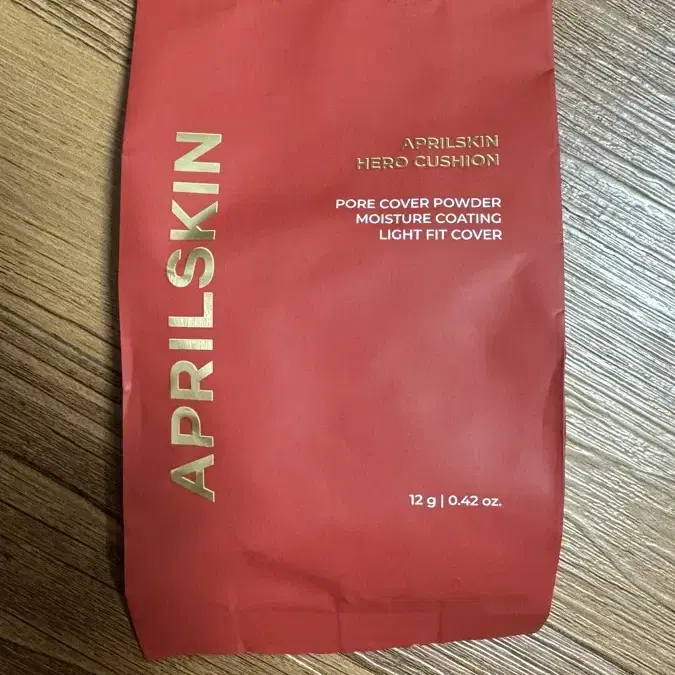 APRILSKIN
APRILSKIN
HERO CUSHION
PORE COVER POWDER
MOISTURE COATING
LIGHT FIT COVER
12 g | 0.42 oz.